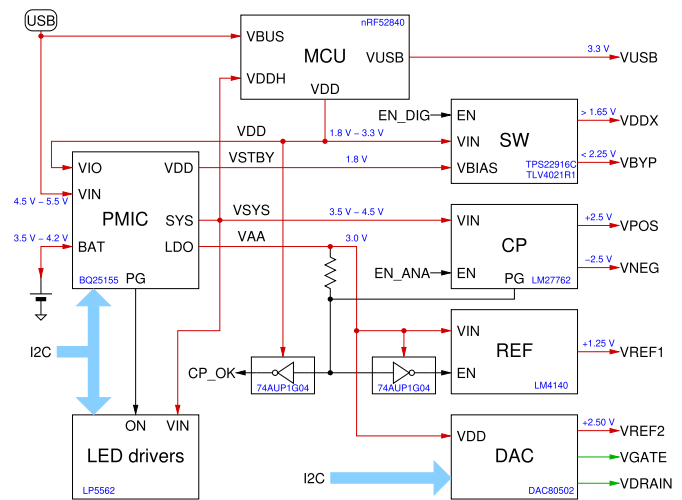 USB
nRF52840
VBUS
MCU
VUSB
3.3 V
VUSB
VDDH
VDD
EN_DIG
EN
> 1.65 V
VDDX
VDD
1.8 V – 3.3 V
VIN
SW
VSTBY
1.8 V
VBIAS
TPS22916C
TLV4021R1
< 2.25 V
VBYP
VIO
VDD
VIN
4.5 V – 5.5 V
PMIC
SYS
VSYS
3.5 V – 4.5 V
VIN
CP
+2.5 V
VPOS
3.5 V – 4.2 V
BAT
LDO
VAA
3.0 V
EN_ANA
EN
PG
LM27762
−2.5 V
VNEG
BQ25155
PG
VIN
REF
+1.25 V
VREF1
I2C
CP_OK
74AUP1G04
74AUP1G04
EN
LM4140
ON
VIN
LED drivers
LP5562
VDD
DAC
DAC80502
+2.50 V
VREF2
VGATE
I2C
VDRAIN